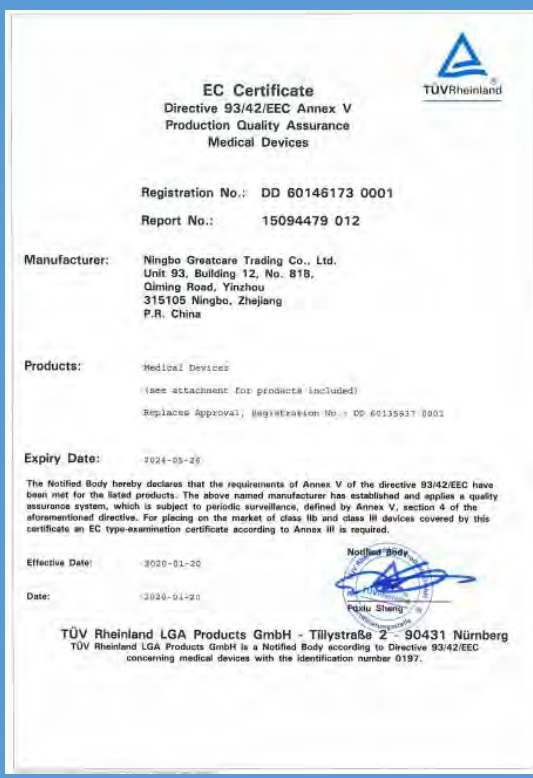 TÜVRheinland
®
EC Certificate
Directive 93/42/EEC Annex V
Production Quality Assurance
Medical Devices
Registration No.: DD 60146173 0001
Report No.: 15094479 012
Manufacturer: Ningbo Greatcare Trading Co., Ltd.
Unit 93, Building 12, No. 818,
Qiming Road, Yinzhou
315105 Ningbo, Zhejiang
P.R. China
Products: Medical Devices
(see attachment for products included)
Replaces Approval, Registration No.: DD 60135637 0001
Expiry Date: 2024-05-26
The Notified Body hereby declares that the requirements of Annex V of the directive 93/42/EEC have
been met for the listed products. The above named manufacturer has established and applies a quality
assurance system, which is subject to periodic surveillance, defined by Annex V, section 4 of the
aforementioned directive. For placing on the market of class IIb and class III devices covered by this
certificate an EC type-examination certificate according to Annex III is required.
Notified Body
Effective Date: 2020-01-20
Date: 2020-01-20
TÜVRheinland
Paxlu Sheng
TÜV Rheinland LGA Products GmbH - Tillystraße 2 - 90431 Nürnberg
TÜV Rheinland LGA Products GmbH is a Notified Body according to Directive 93/42/EEC
concerning medical devices with the identification number 0197.